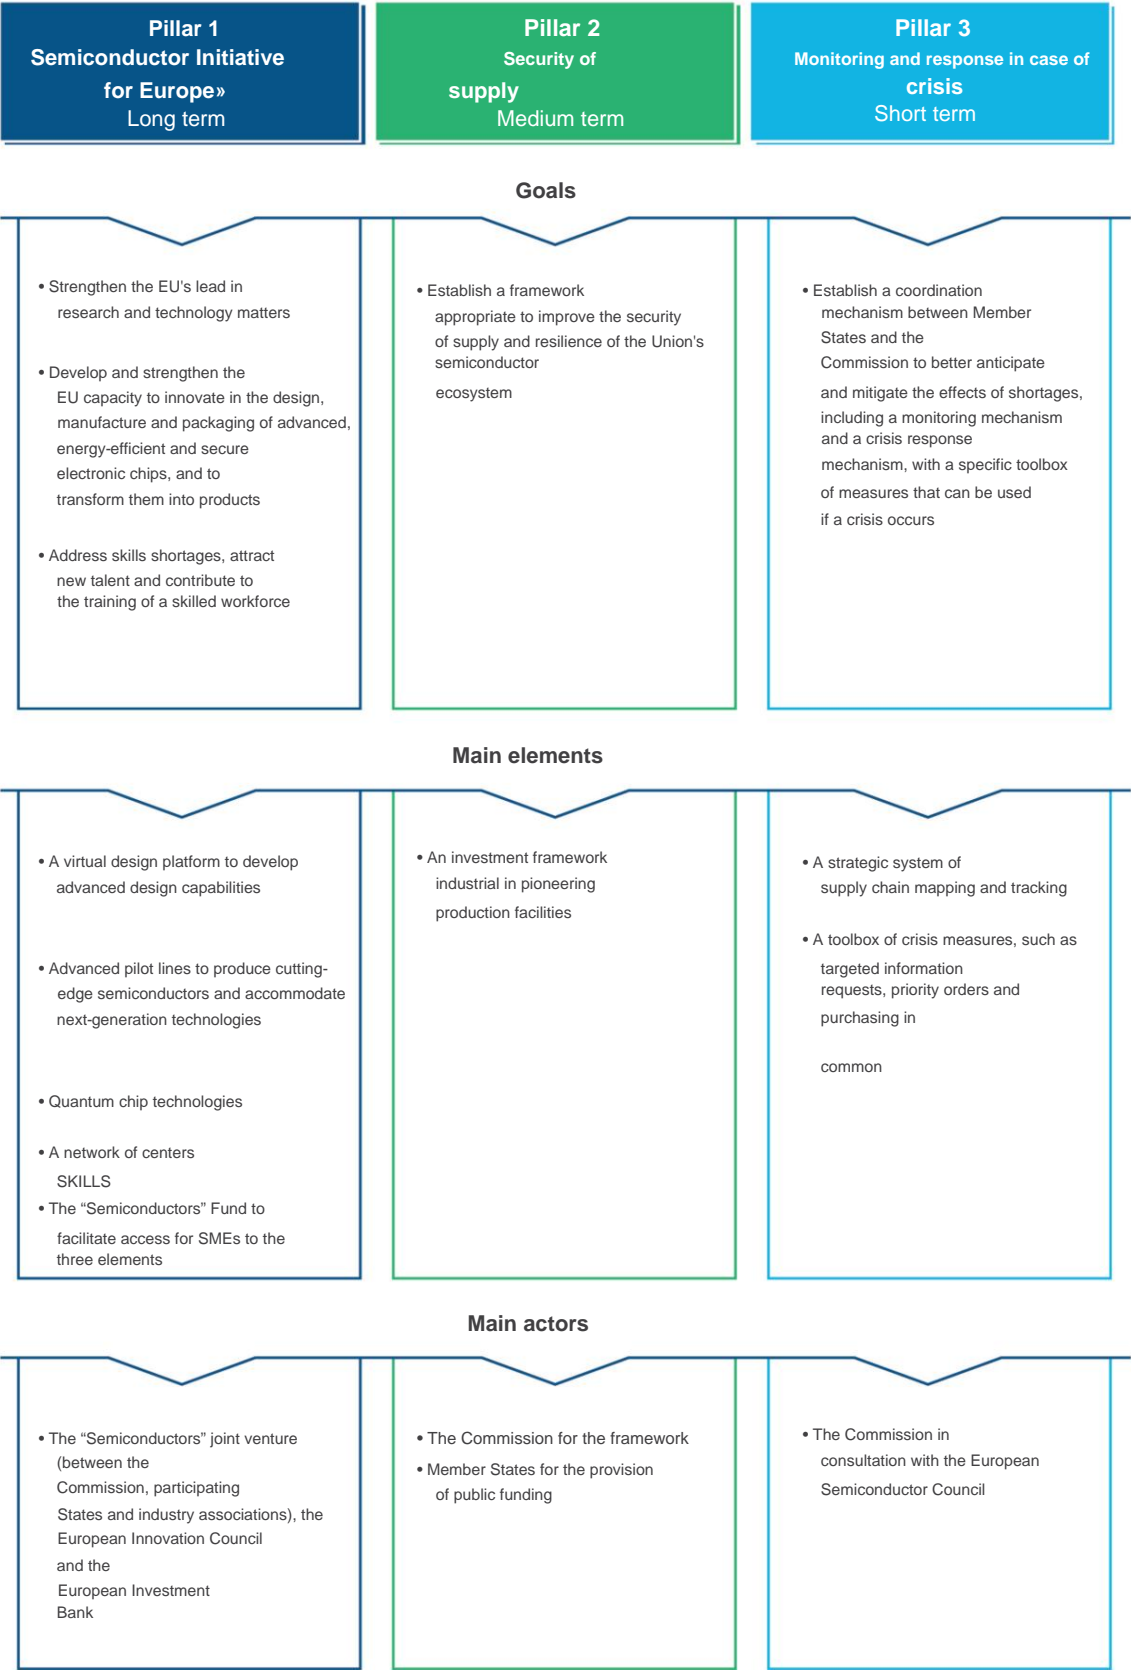 Pillar 1
Semiconductor Initiative
for Europe»
Long term
Pillar 2
Security of
supply
Medium term
Pillar 3
Monitoring and response in case of
crisis
Short term
Goals
• Strengthen the EU's lead in
research and technology matters
• Develop and strengthen the
EU capacity to innovate in the design,
manufacture and packaging of advanced,
energy-efficient and secure
electronic chips, and to
transform them into products
• Address skills shortages, attract
new talent and contribute to
the training of a skilled workforce
• Establish a framework
appropriate to improve the security
of supply and resilience of the Union's
semiconductor
ecosystem
• Establish a coordination
mechanism between Member
States and the
Commission to better anticipate
and mitigate the effects of shortages,
including a monitoring mechanism
and a crisis response
mechanism, with a specific toolbox
of measures that can be used
if a crisis occurs
Main elements
• A virtual design platform to develop
advanced design capabilities
• Advanced pilot lines to produce cutting-
edge semiconductors and accommodate
next-generation technologies
• Quantum chip technologies
• A network of centers
SKILLS
• The “Semiconductors” Fund to
facilitate access for SMEs to the
three elements
• An investment framework
industrial in pioneering
production facilities
• A strategic system of
supply chain mapping and tracking
• A toolbox of crisis measures, such as
targeted information
requests, priority orders and
purchasing in
common
Main actors
• The “Semiconductors” joint venture
(between the
Commission, participating
States and industry associations), the
European Innovation Council
and the
European Investment
Bank
• The Commission for the framework
• Member States for the provision
of public funding
• The Commission in
consultation with the European
Semiconductor Council